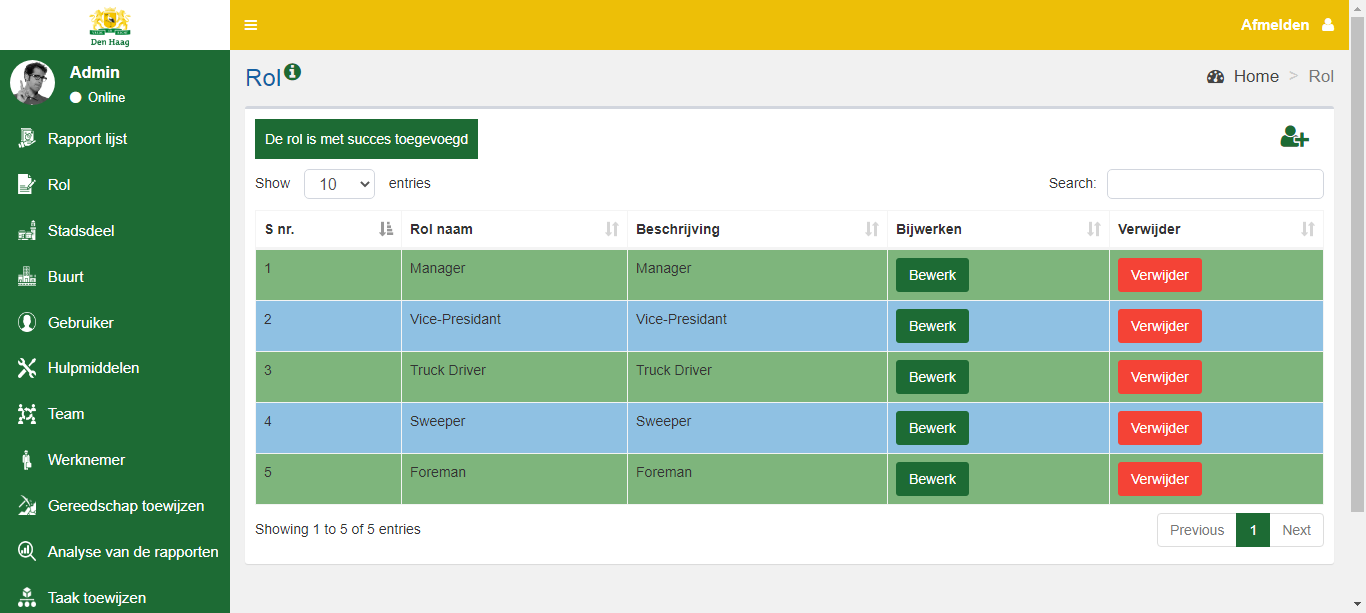 Den Haag
Afmelden
Admin
Online
Rapport lijst
Rol
Stadsdeel
Buurt
Gebruiker
Hulpmiddelen
Team
Werknemer
Gereedschap toewijzen
Analyse van de rapporten
Taak toewijzen
Rol
Home > Rol
De rol is met succes toegevoegd
Show 10 entries Search:
S nr. Rol naam Beschrijving Bijwerken Verwijder
1 Manager Manager Bewerk Verwijder
2 Vice-Presidant Vice-Presidant Bewerk Verwijder
3 Truck Driver Truck Driver Bewerk Verwijder
4 Sweeper Sweeper Bewerk Verwijder
5 Foreman Foreman Bewerk Verwijder
Showing 1 to 5 of 5 entries Previous 1 Next